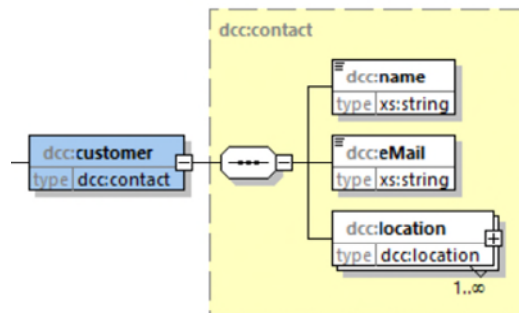 dcc:contact
dcc:name
type xs:string
dcc:customer
type dcc:contact
dcc:eMail
type xs:string
dcc:location
type dcc:location
1..∞